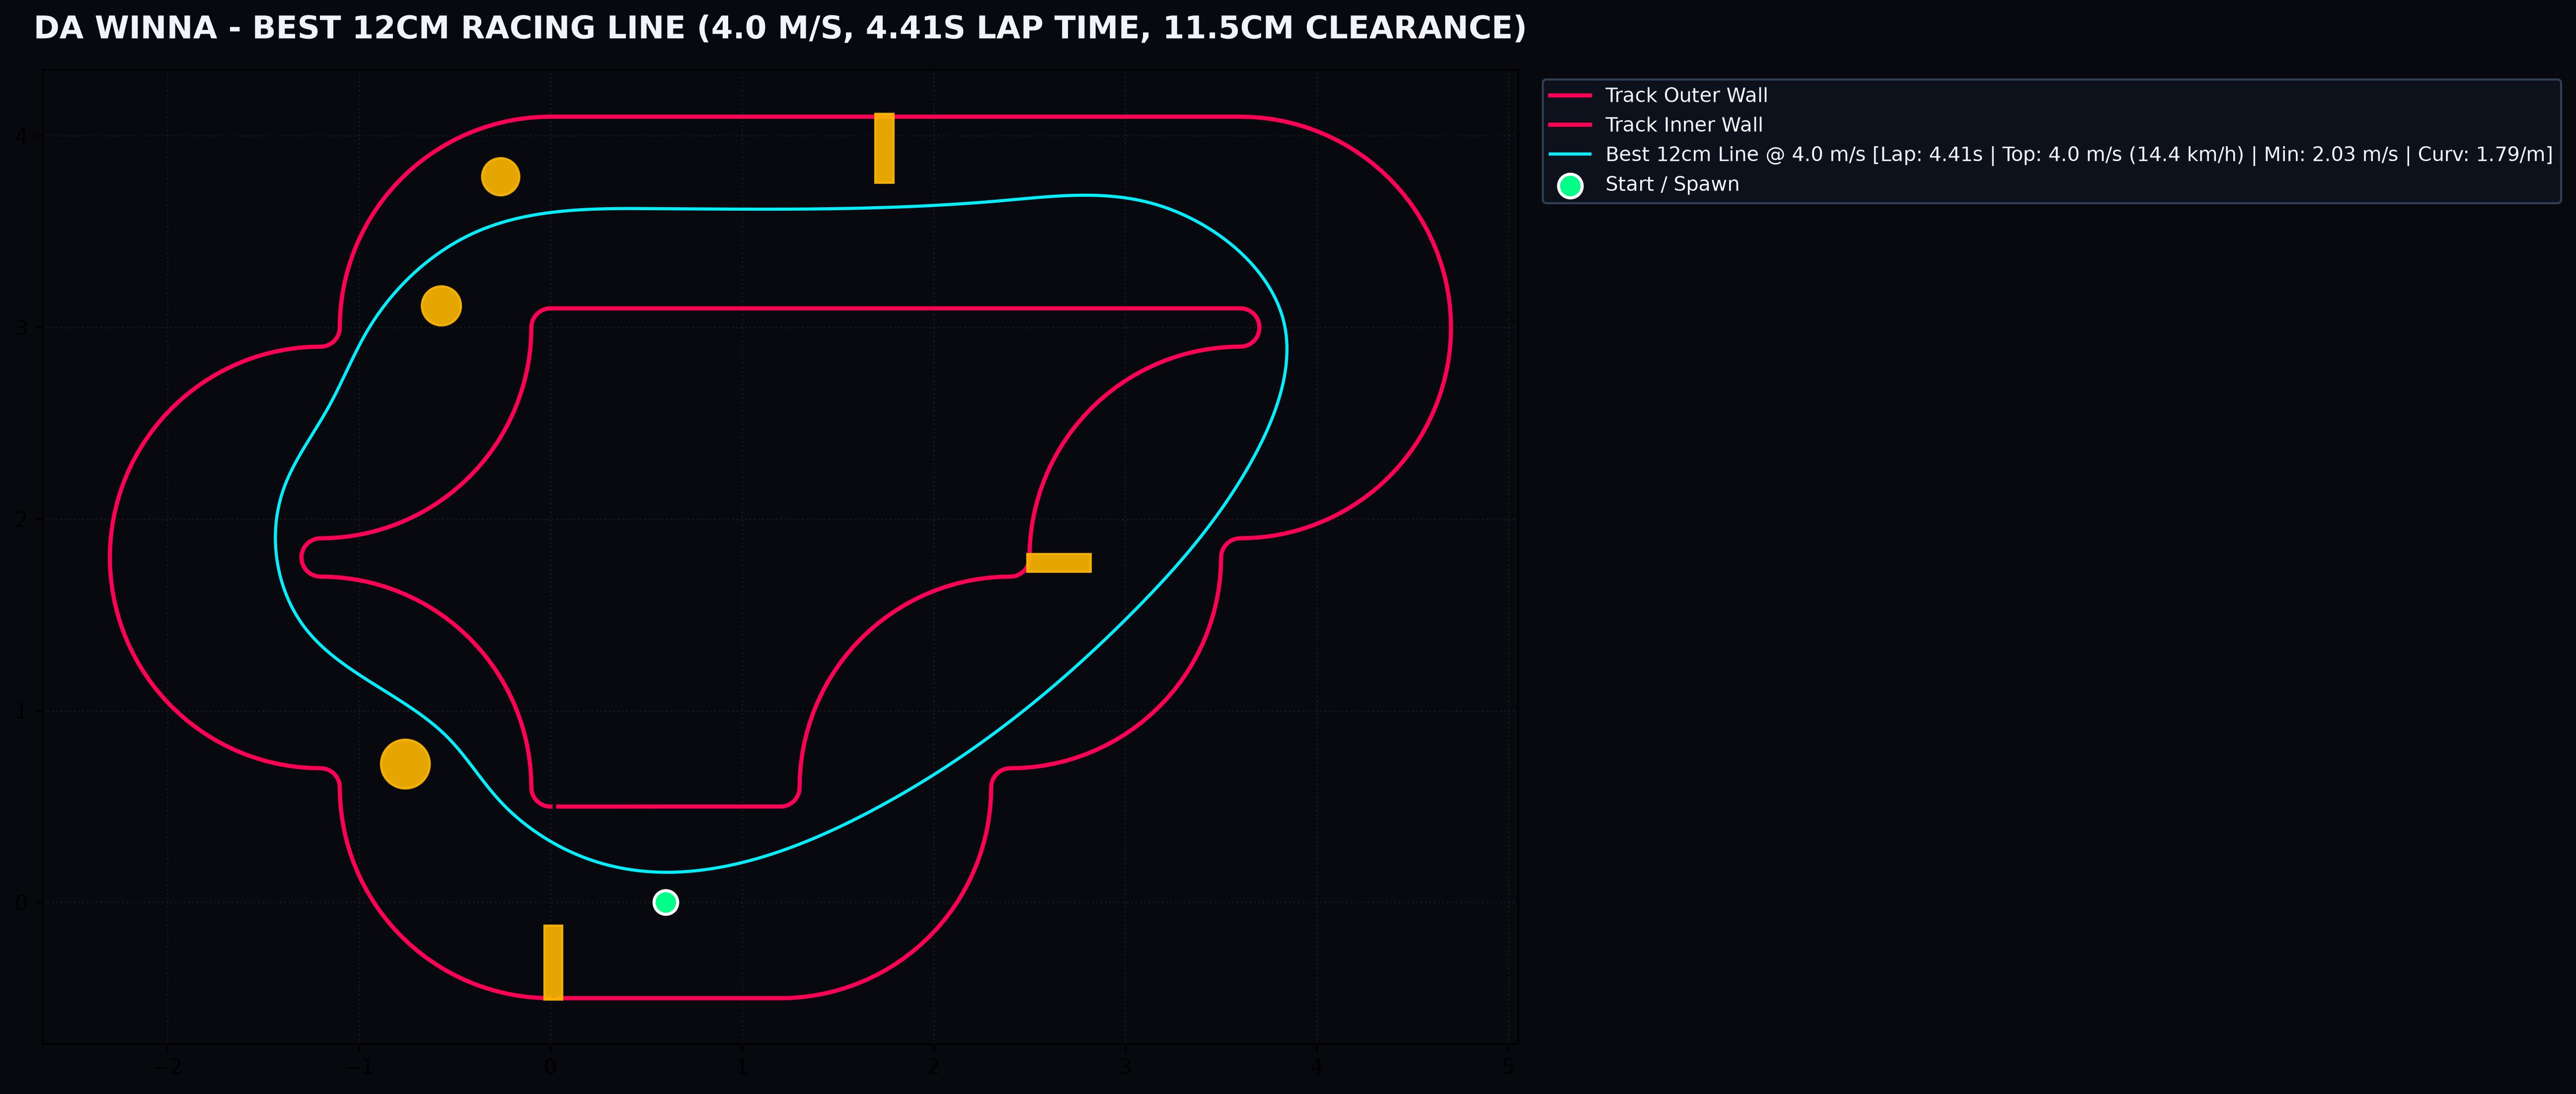 DA WINNA - BEST 12CM RACING LINE (4.0 M/S, 4.41S LAP TIME, 11.5CM CLEARANCE)
Track Outer Wall
Track Inner Wall
Best 12cm Line @ 4.0 m/s [Lap: 4.41s | Top: 4.0 m/s (14.4 km/h) | Min: 2.03 m/s | Curv: 1.79/m]
Start / Spawn
4
3
2
1
0
−2 −1 0 1 2 3 4 5